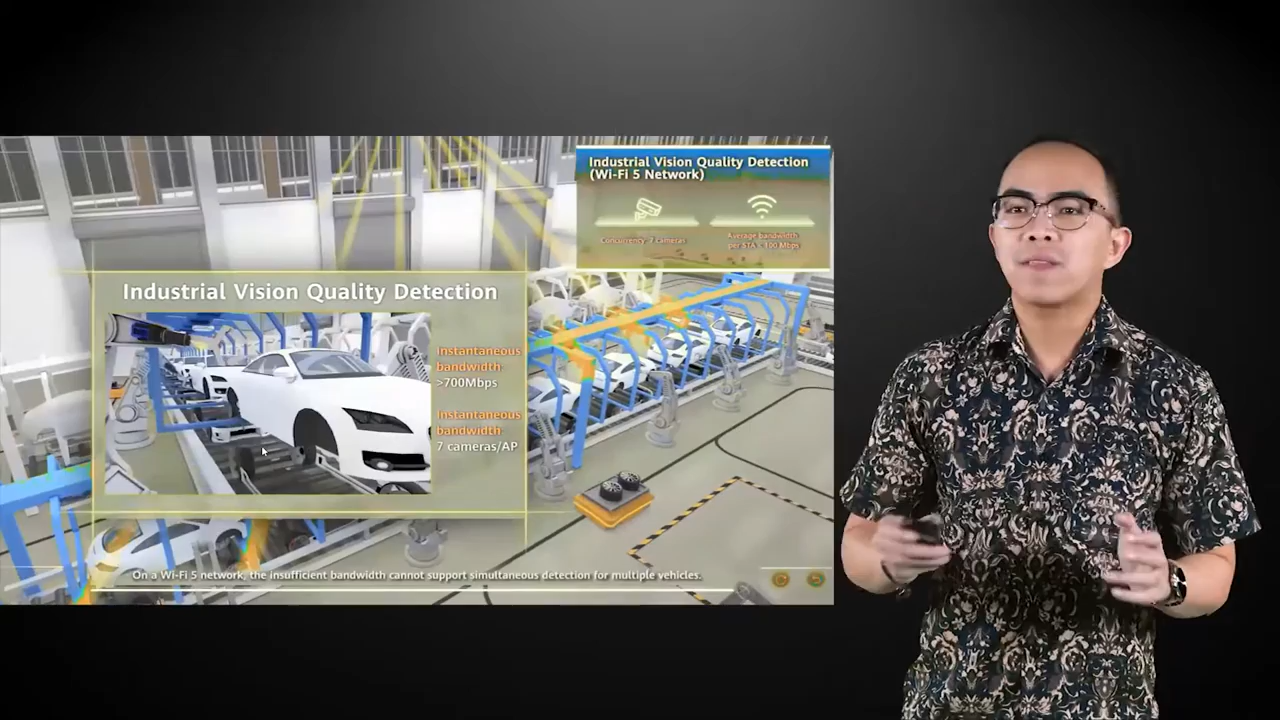 Industrial Vision Quality Detection
(Wi-Fi 5 Network)
Concurrency: 7 cameras
Average bandwidth
per STA: ~100 Mbps
Industrial Vision Quality Detection
Instantaneous
bandwidth:
>700Mbps
Instantaneous
bandwidth:
7 cameras/AP
On a Wi-Fi 5 network, the insufficient bandwidth cannot support simultaneous detection for multiple vehicles.